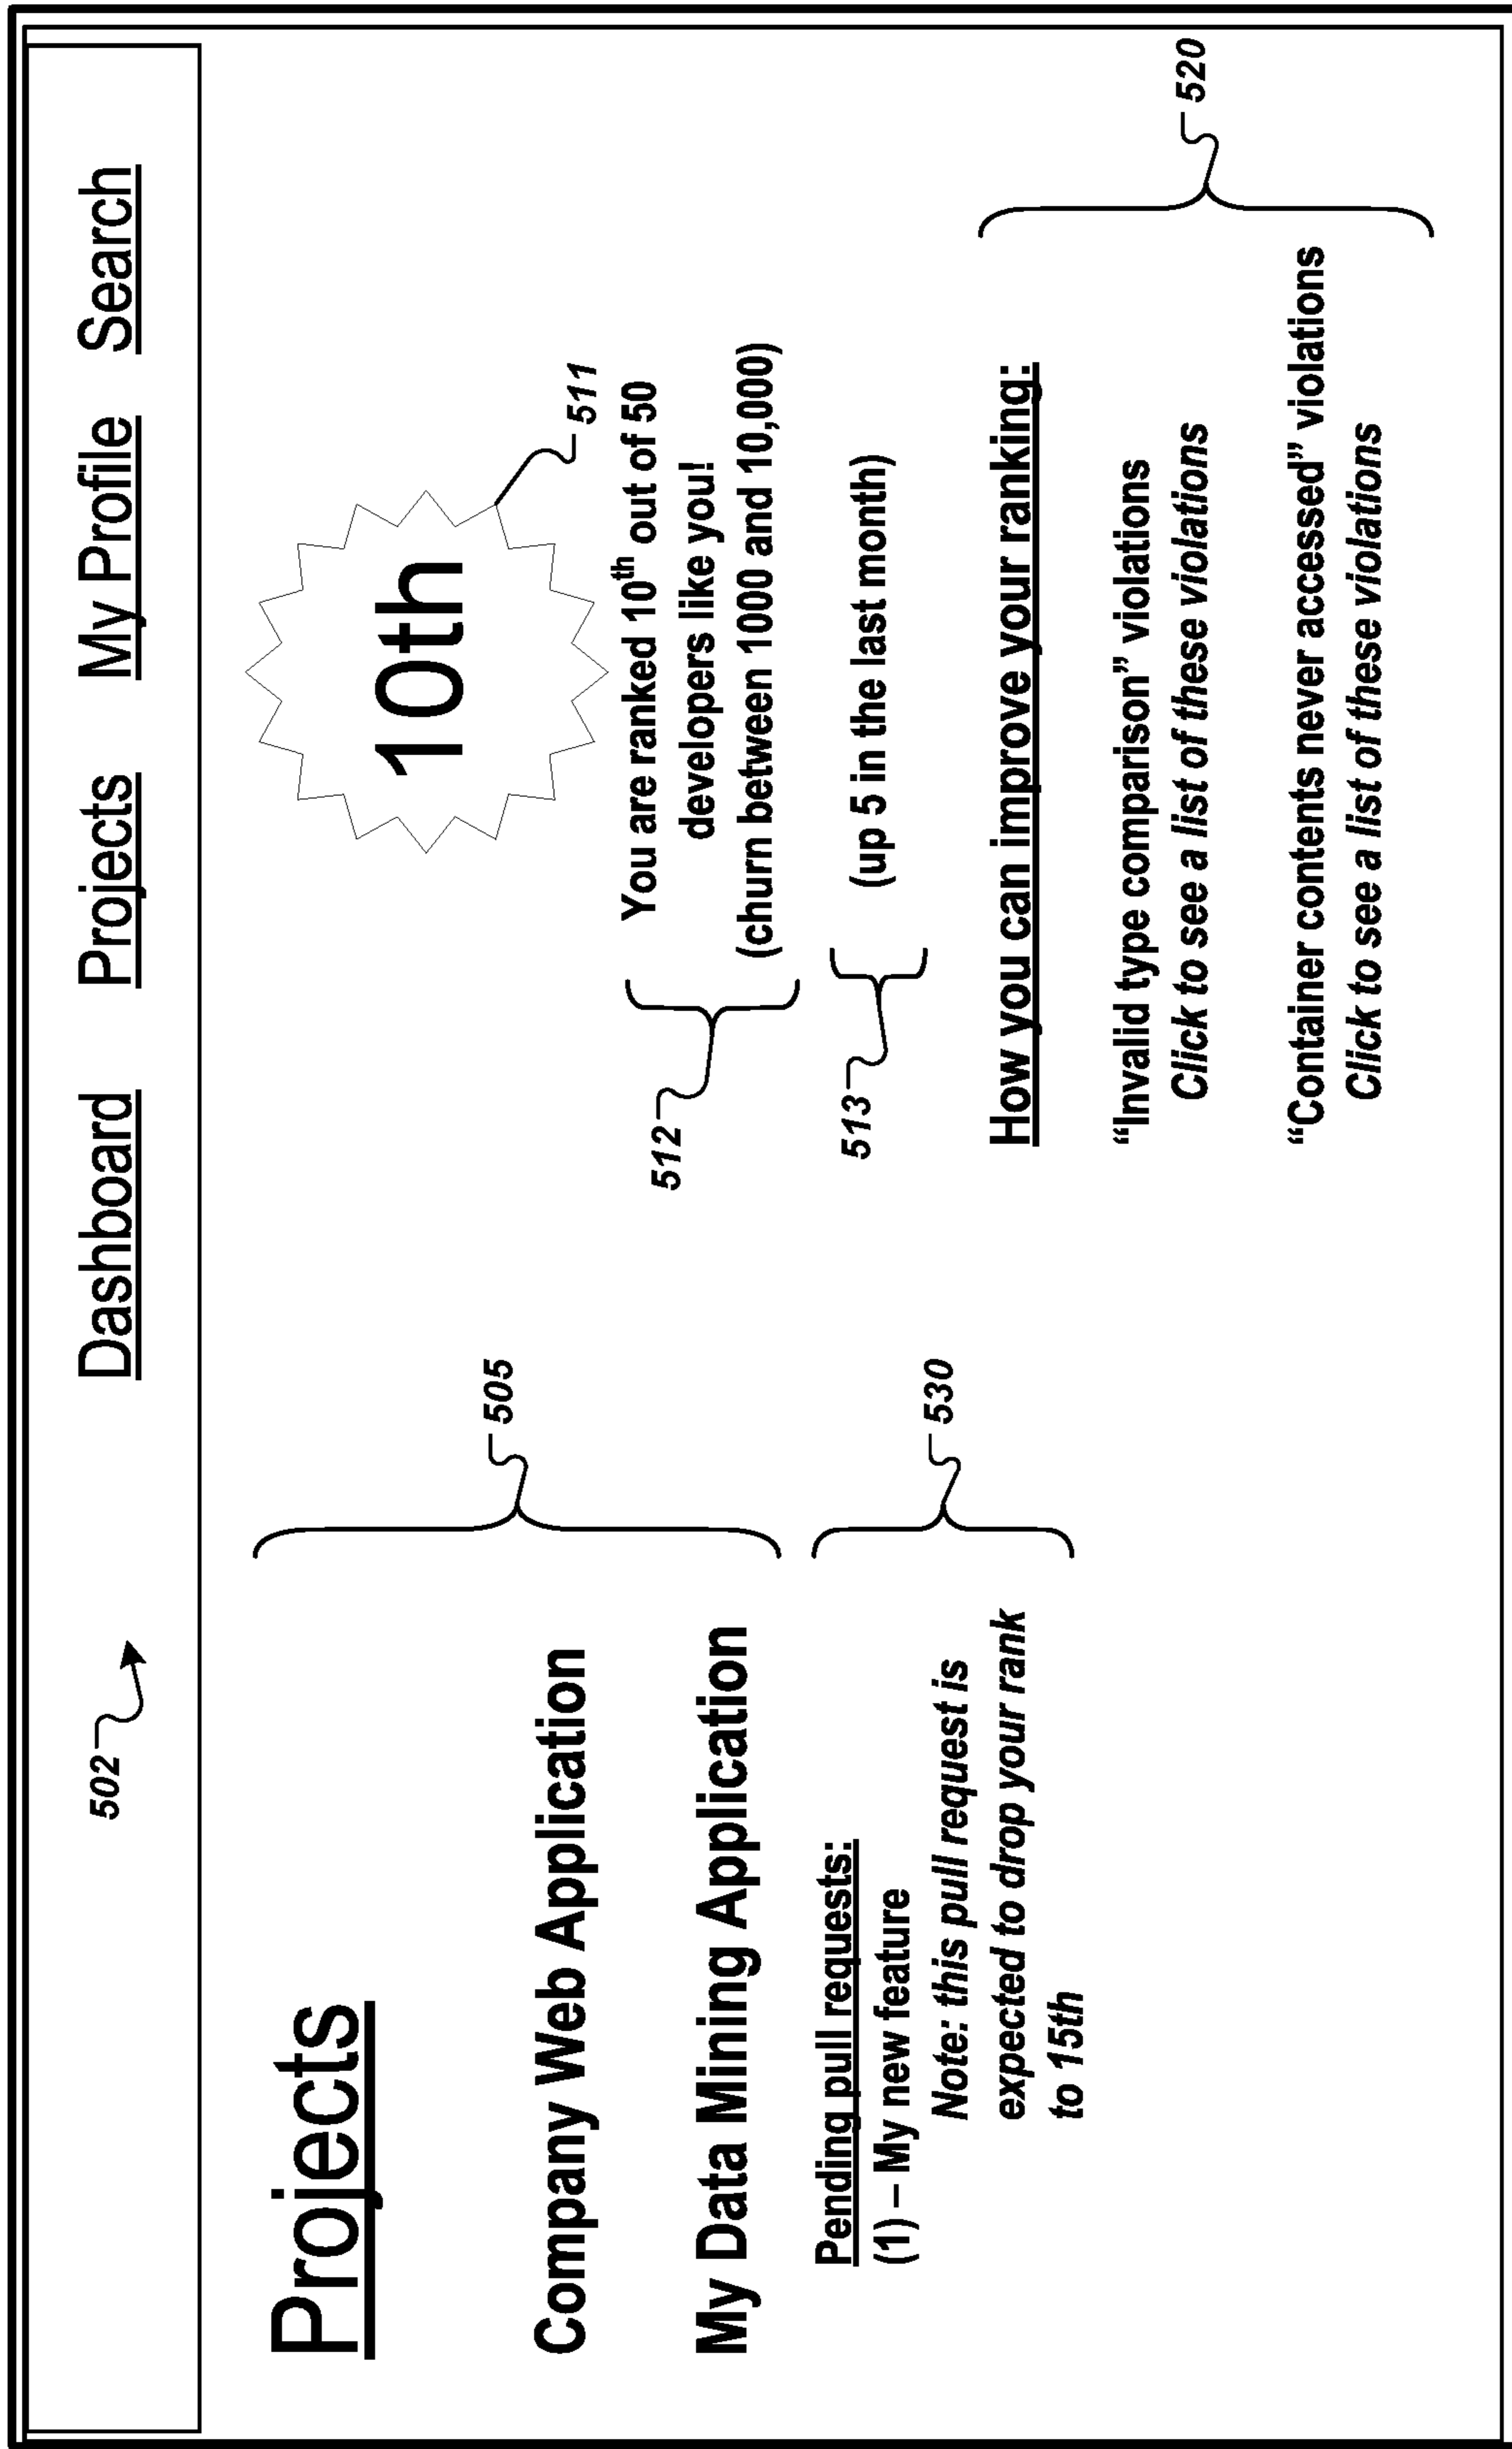 502
Dashboard Projects My Profile Search
Projects
Company Web Application
My Data Mining Application
505
Pending pull requests:
(1) – My new feature
Note: this pull request is
expected to drop your rank
to 15th
530
10th
511
You are ranked 10th out of 50
developers like you!
(churn between 1000 and 10,000)
512
(up 5 in the last month)
513
How you can improve your ranking:
“Invalid type comparison” violations
Click to see a list of these violations
“Container contents never accessed” violations
Click to see a list of these violations
520